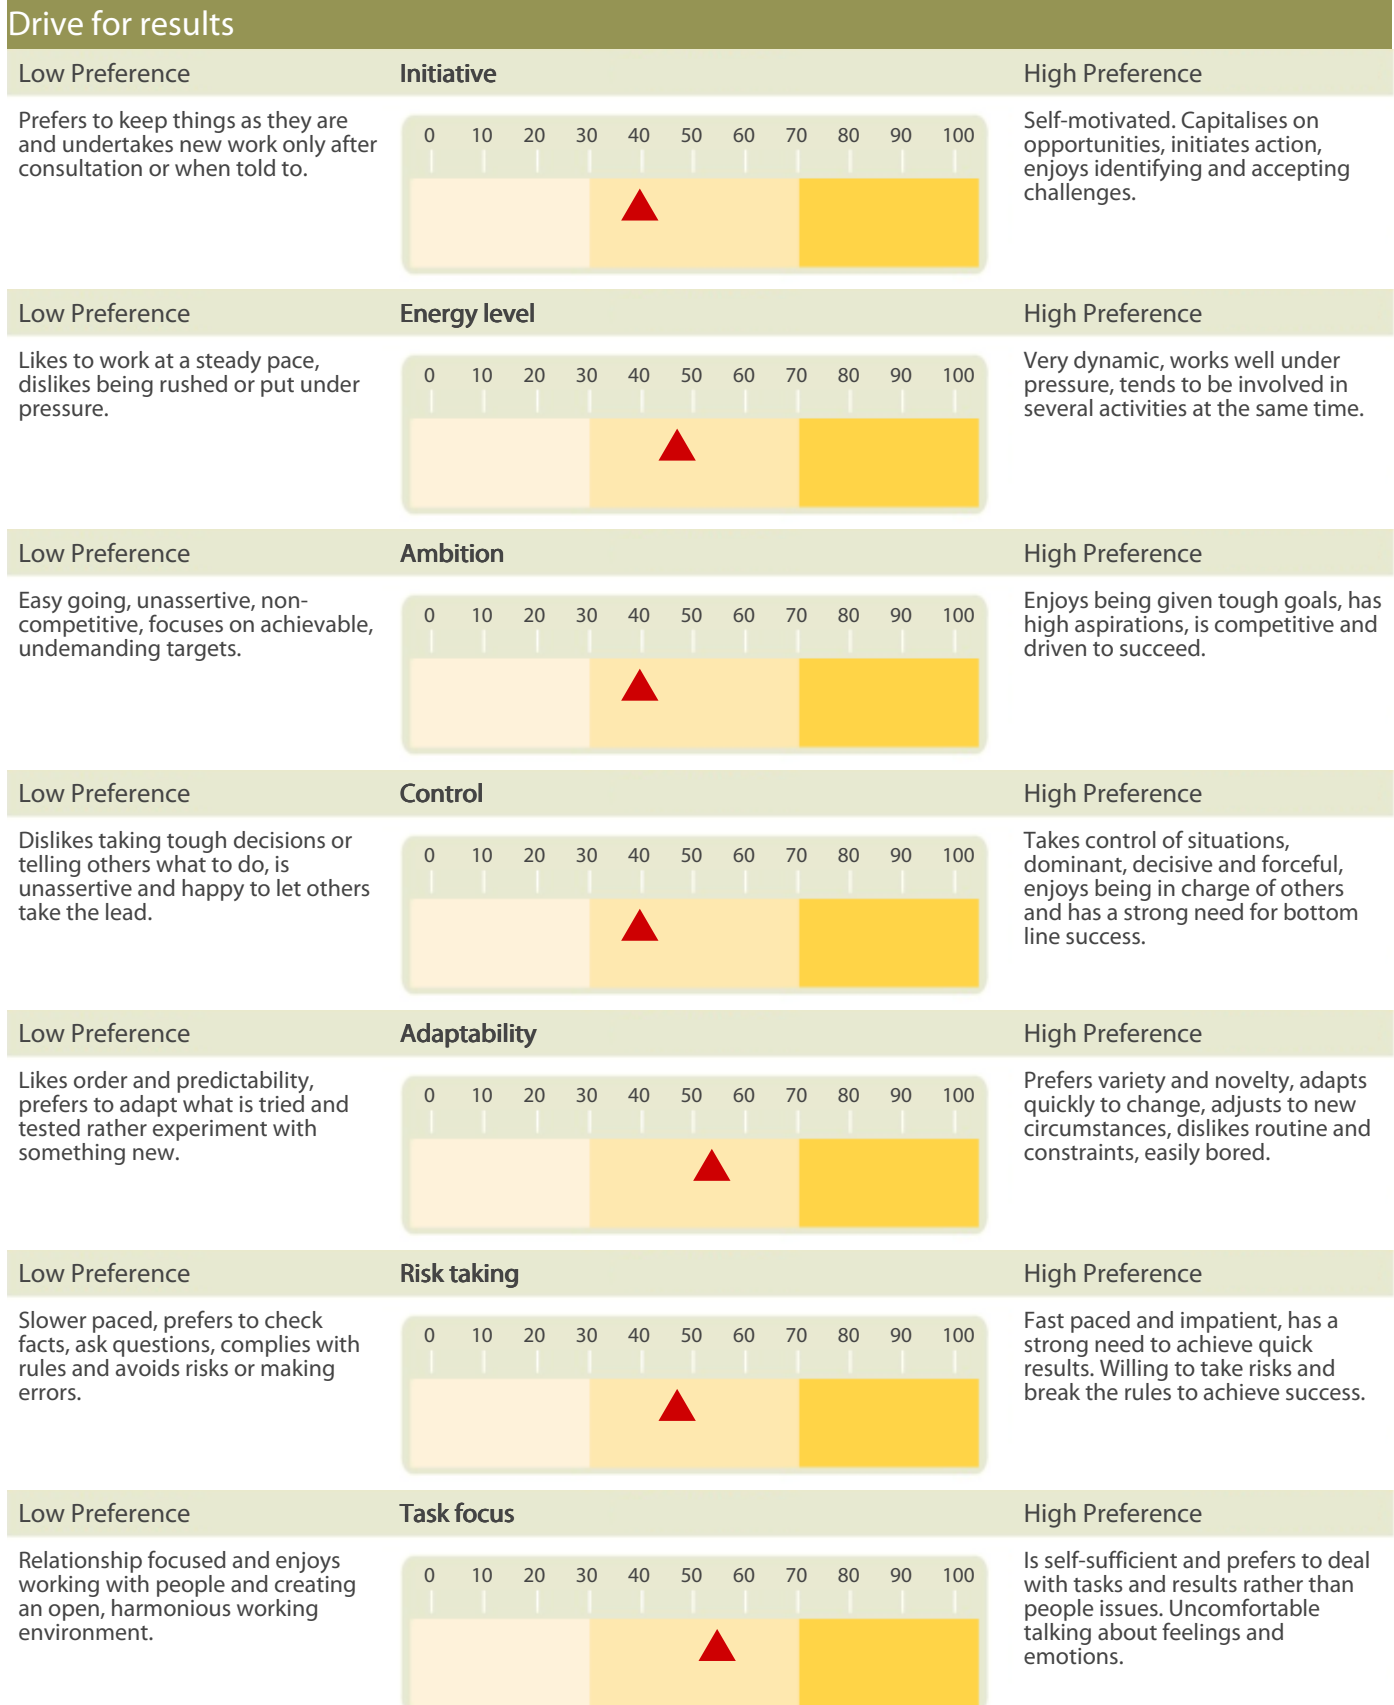 Drive for results
Low Preference Initiative High Preference
Prefers to keep things as they are
and undertakes new work only after
consultation or when told to.
0 10 20 30 40 50 60 70 80 90 100
Self-motivated. Capitalises on
opportunities, initiates action,
enjoys identifying and accepting
challenges.
Low Preference Energy level High Preference
Likes to work at a steady pace,
dislikes being rushed or put under
pressure.
0 10 20 30 40 50 60 70 80 90 100
Very dynamic, works well under
pressure, tends to be involved in
several activities at the same time.
Low Preference Ambition High Preference
Easy going, unassertive, non-
competitive, focuses on achievable,
undemanding targets.
0 10 20 30 40 50 60 70 80 90 100
Enjoys being given tough goals, has
high aspirations, is competitive and
driven to succeed.
Low Preference Control High Preference
Dislikes taking tough decisions or
telling others what to do, is
unassertive and happy to let others
take the lead.
0 10 20 30 40 50 60 70 80 90 100
Takes control of situations,
dominant, decisive and forceful,
enjoys being in charge of others
and has a strong need for bottom
line success.
Low Preference Adaptability High Preference
Likes order and predictability,
prefers to adapt what is tried and
tested rather experiment with
something new.
0 10 20 30 40 50 60 70 80 90 100
Prefers variety and novelty, adapts
quickly to change, adjusts to new
circumstances, dislikes routine and
constraints, easily bored.
Low Preference Risk taking High Preference
Slower paced, prefers to check
facts, ask questions, complies with
rules and avoids risks or making
errors.
0 10 20 30 40 50 60 70 80 90 100
Fast paced and impatient, has a
strong need to achieve quick
results. Willing to take risks and
break the rules to achieve success.
Low Preference Task focus High Preference
Relationship focused and enjoys
working with people and creating
an open, harmonious working
environment.
0 10 20 30 40 50 60 70 80 90 100
Is self-sufficient and prefers to deal
with tasks and results rather than
people issues. Uncomfortable
talking about feelings and
emotions.